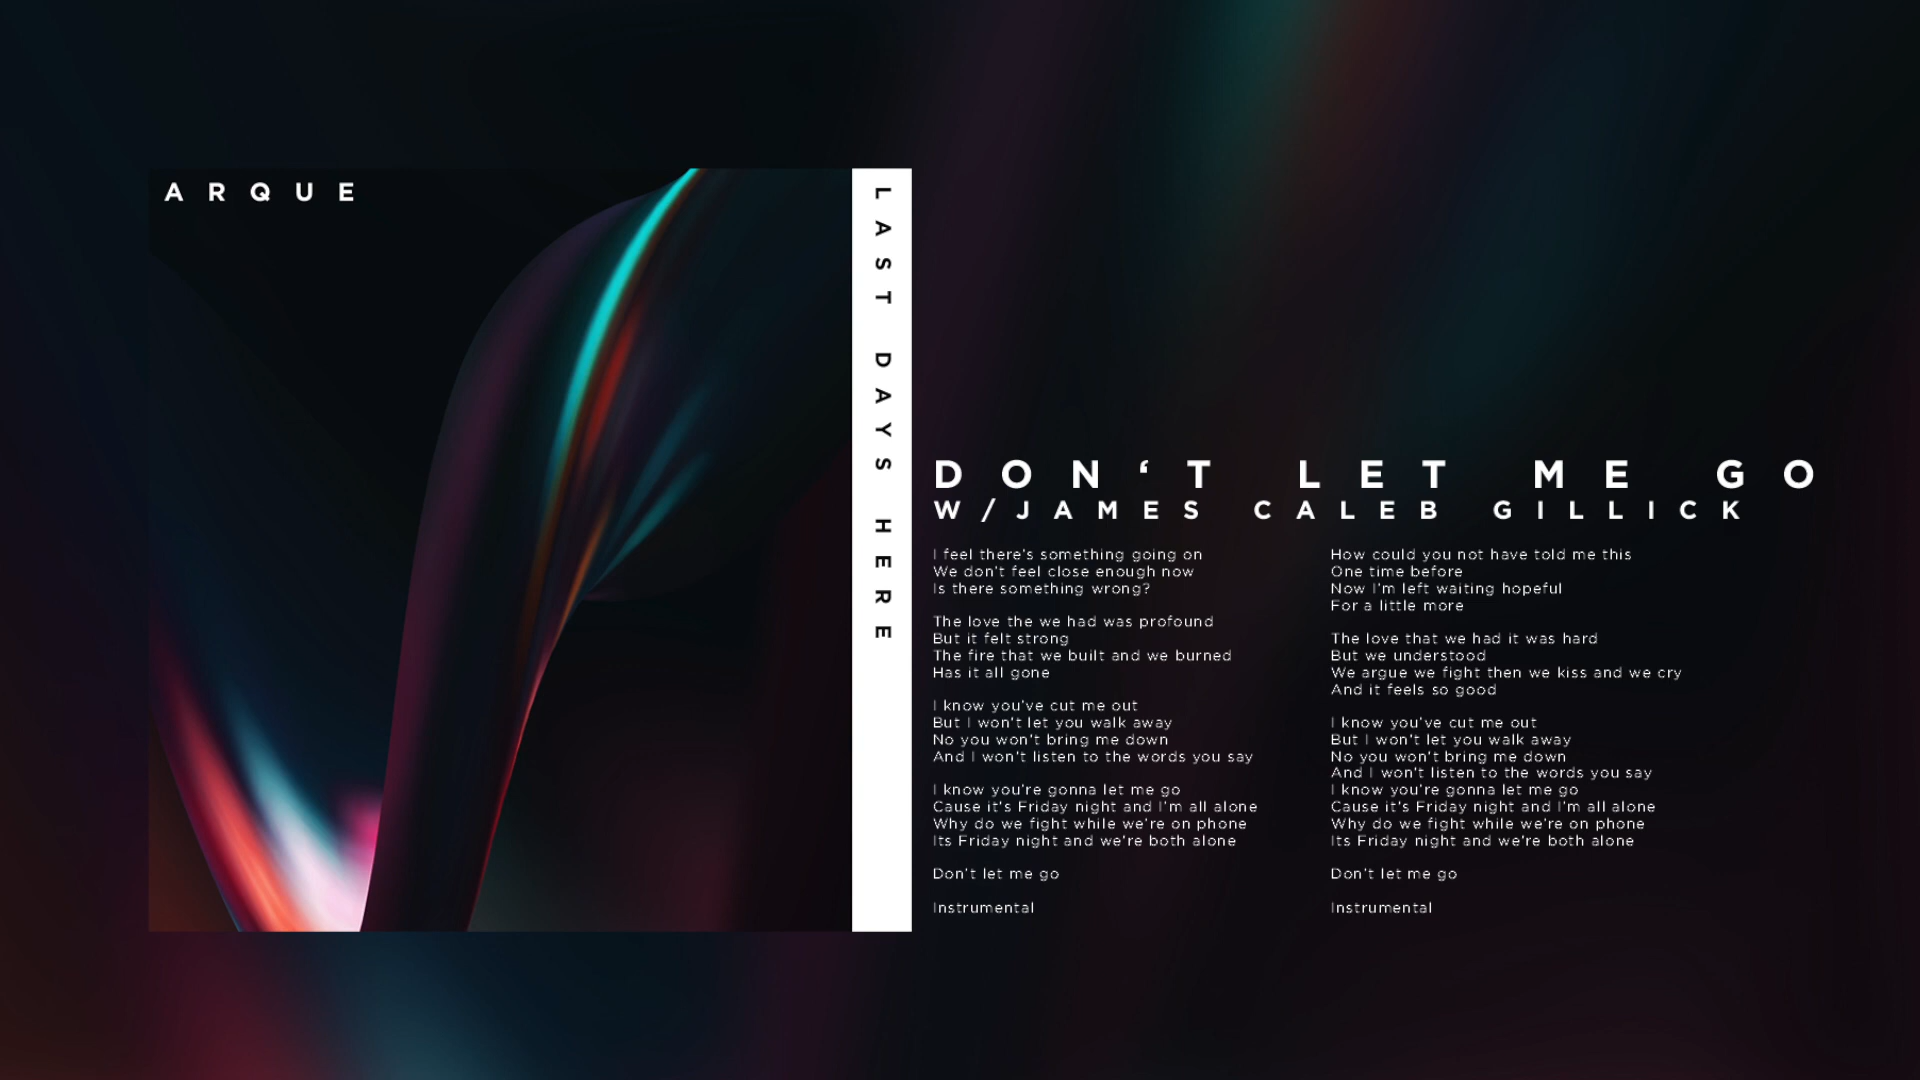 ARQUE
LAST DAYS HERE
DON‘T LET ME GO
W/JAMES CALEB GILLICK
I feel there's something going on
We don't feel close enough now
Is there something wrong?
The love the we had was profound
But it felt strong
The fire that we built and we burned
Has it all gone
I know you've cut me out
But I won't let you walk away
No you won't bring me down
And I won't listen to the words you say
I know you're gonna let me go
Cause it's Friday night and I'm all alone
Why do we fight while we're on phone
Its Friday night and we're both alone
Don't let me go
Instrumental
How could you not have told me this
One time before
Now I'm left waiting hopeful
For a little more
The love that we had it was hard
But we understood
We argue we fight then we kiss and we cry
And it feels so good
I know you've cut me out
But I won't let you walk away
No you won't bring me down
And I won't listen to the words you say
I know you're gonna let me go
Cause it's Friday night and I'm all alone
Why do we fight while we're on phone
Its Friday night and we're both alone
Don't let me go
Instrumental